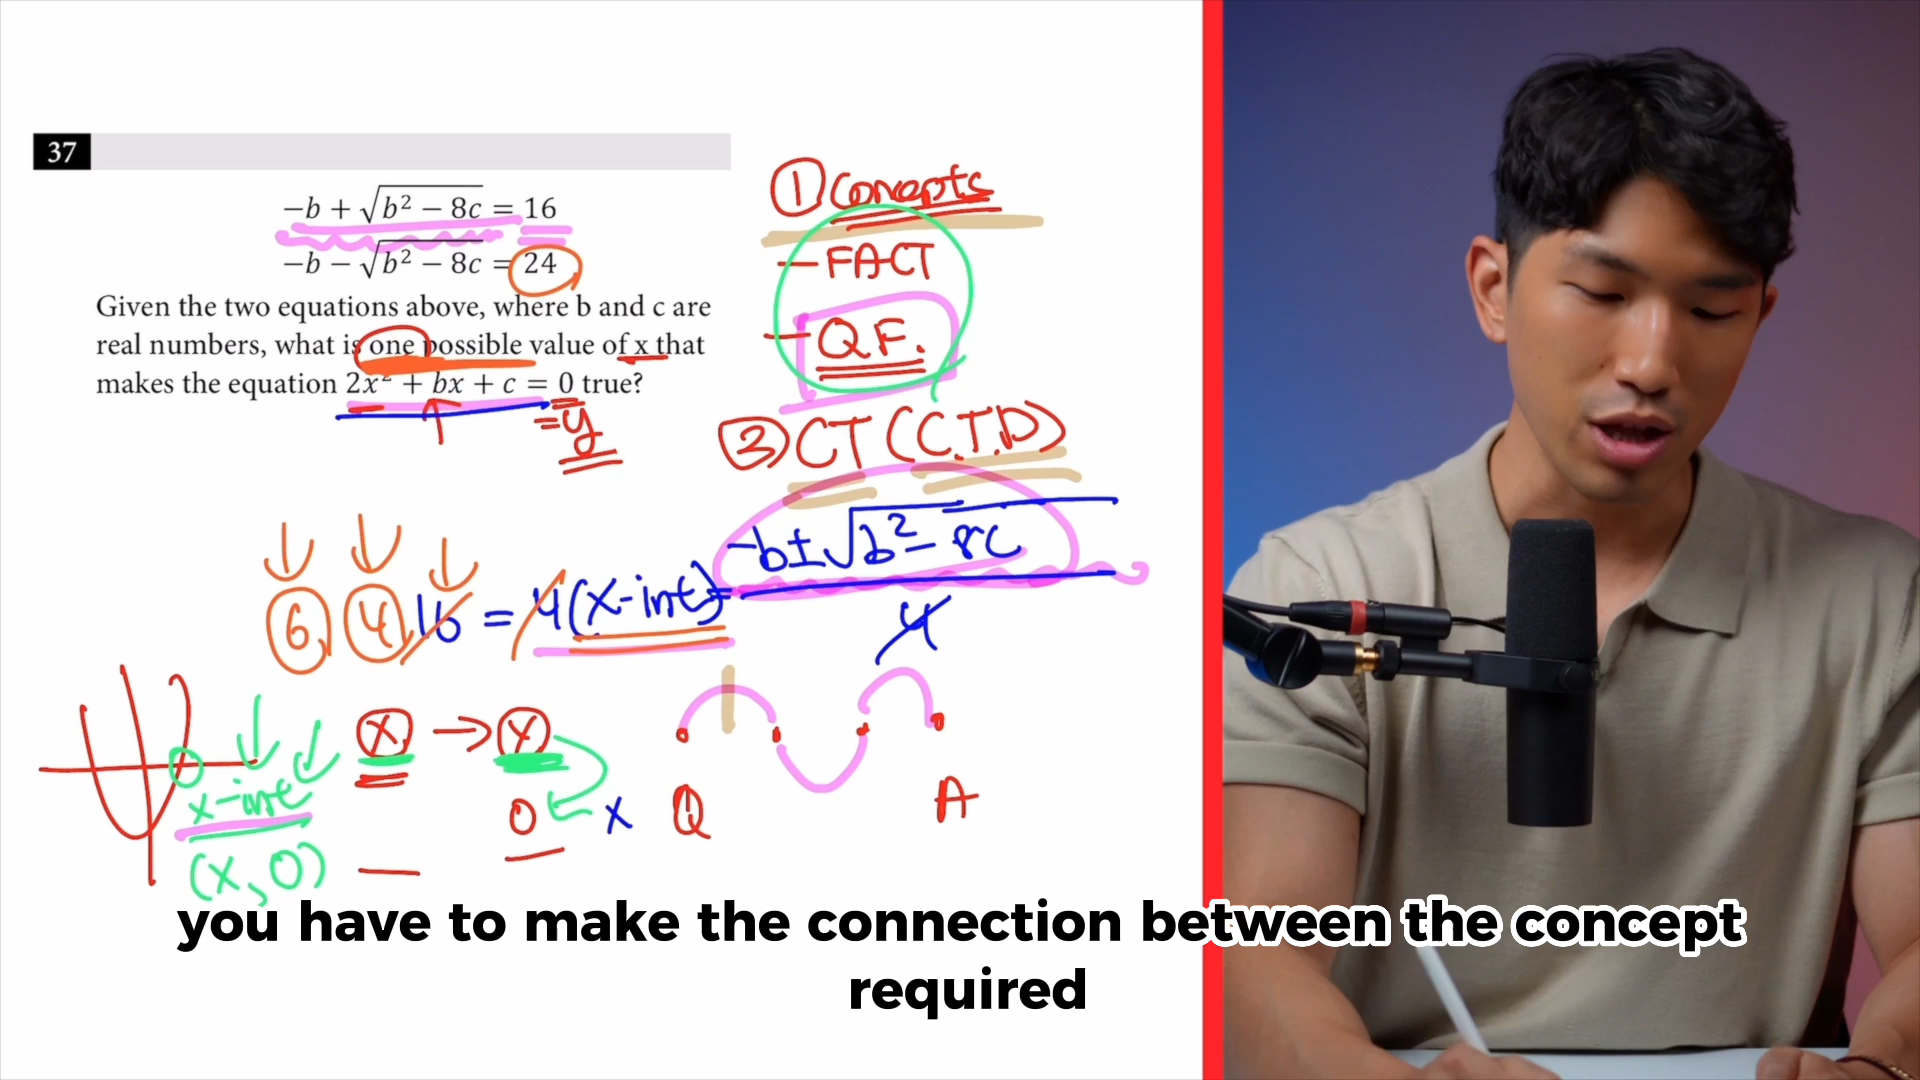 37
−b + √b² − 8c = 16
−b − √b² − 8c = 24
Given the two equations above, where b and c are
real numbers, what is one possible value of x that
makes the equation 2x² + bx + c = 0 true?
= y
① Concepts
— FACT
— Q.F.
② CT (C.T.D)
6, 4, 16 = 4(x-int) = −b ± √b² − 8c
4
x-int
(x, 0)
x → x
0 x
Q A
you have to make the connection between the concept
required